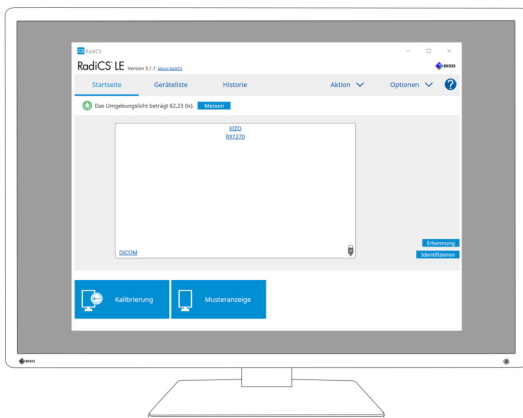 CS RadiCS
RadiCS LE Version 5.1.1 About RadiCS
EIZO
Startseite Geräteliste Historie Aktion Optionen ?
Das Umgebungslicht beträgt 62,23 (lx). Messen
EIZO
RX1270
DICOM
Erkennung
Identifizieren
Kalibrierung Musteranzeige
EIZO